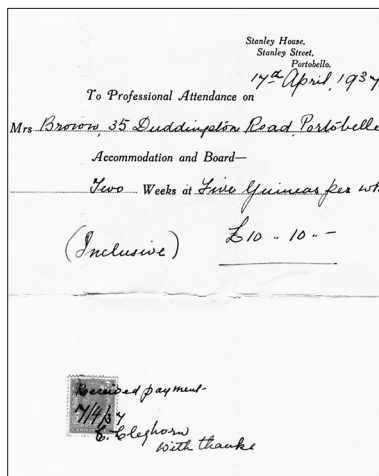 Stanley House,
Stanley Street,
Portobello.
17th April, 1937
To Professional Attendance on
Mrs Brown, 35 Duddingston Road, Portobello
Accommodation and Board—
Two Weeks at Five Guineas per wk
(Inclusive) £10 „ 10 „ –
Received payment
7/4/37
E. Cleghorn
with thanks